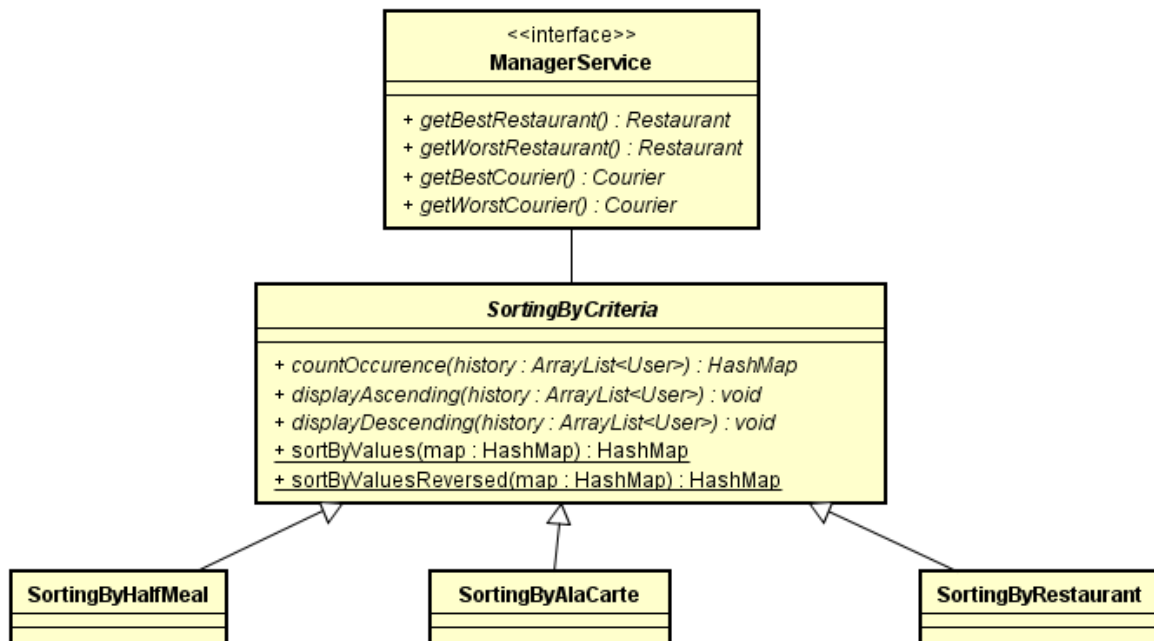 <<interface>>
ManagerService
+ getBestRestaurant() : Restaurant
+ getWorstRestaurant() : Restaurant
+ getBestCourier() : Courier
+ getWorstCourier() : Courier
SortingByCriteria
+ countOccurence(history : ArrayList<User>) : HashMap
+ displayAscending(history : ArrayList<User>) : void
+ displayDescending(history : ArrayList<User>) : void
+ sortByValues(map : HashMap) : HashMap
+ sortByValuesReversed(map : HashMap) : HashMap
SortingByHalfMeal
SortingByAlaCarte
SortingByRestaurant